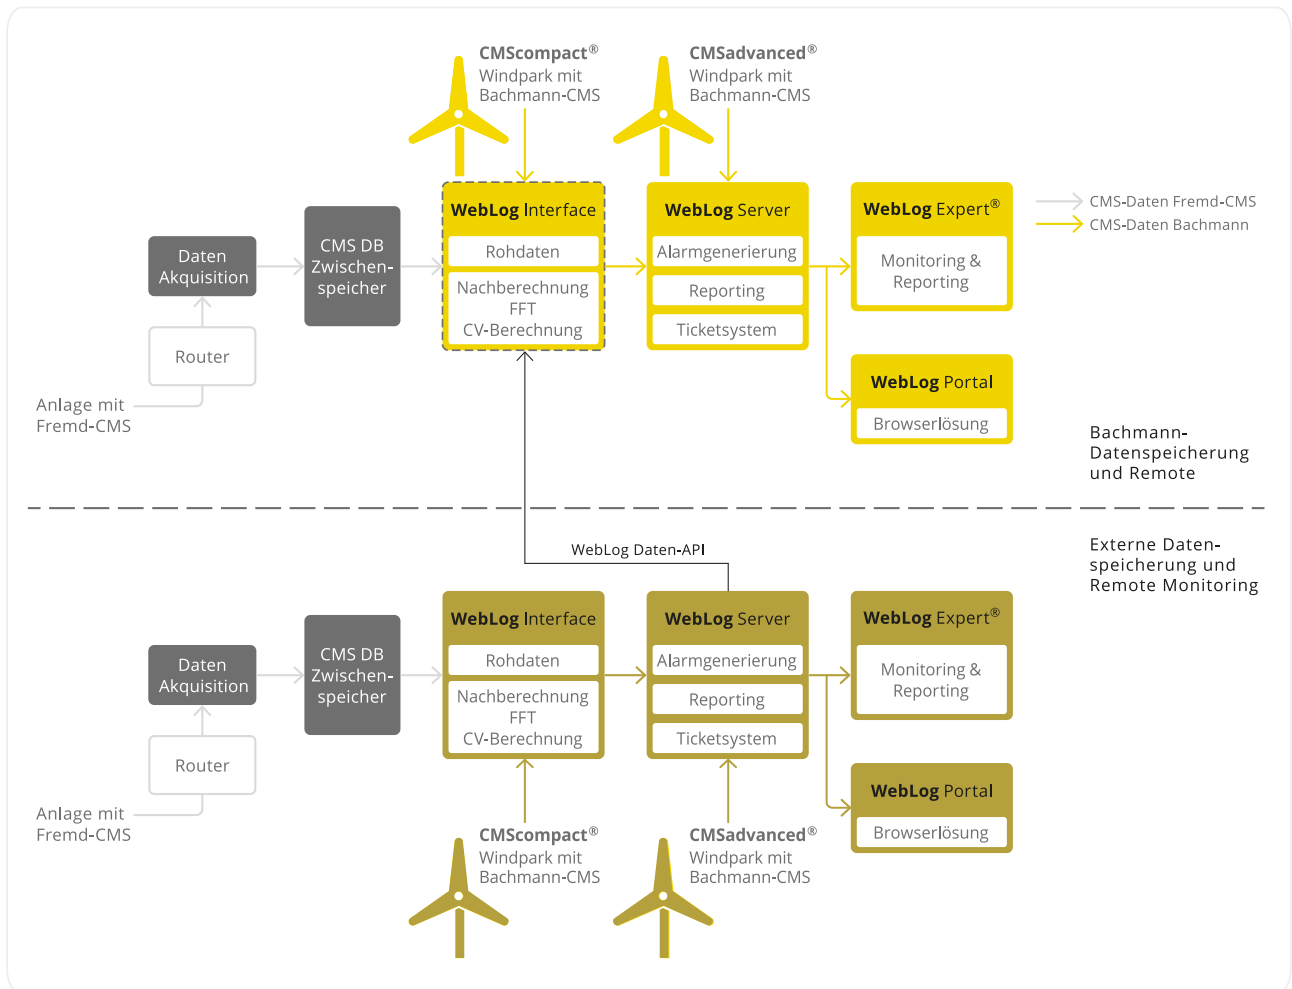 CMScompact®
Windpark mit
Bachmann-CMS
CMSadvanced®
Windpark mit
Bachmann-CMS
CMS-Daten Fremd-CMS
CMS-Daten Bachmann
Daten
Akquisition
Router
Anlage mit
Fremd-CMS
CMS DB
Zwischen-
speicher
WebLog Interface
Rohdaten
Nachberechnung
FFT
CV-Berechnung
WebLog Server
Alarmgenerierung
Reporting
Ticketsystem
WebLog Expert®
Monitoring &
Reporting
WebLog Portal
Browserlösung
Bachmann-
Datenspeicherung
und Remote
WebLog Daten-API
Externe Daten-
speicherung und
Remote Monitoring
Daten
Akquisition
Router
Anlage mit
Fremd-CMS
CMS DB
Zwischen-
speicher
WebLog Interface
Rohdaten
Nachberechnung
FFT
CV-Berechnung
WebLog Server
Alarmgenerierung
Reporting
Ticketsystem
WebLog Expert®
Monitoring &
Reporting
WebLog Portal
Browserlösung
CMScompact®
Windpark mit
Bachmann-CMS
CMSadvanced®
Windpark mit
Bachmann-CMS